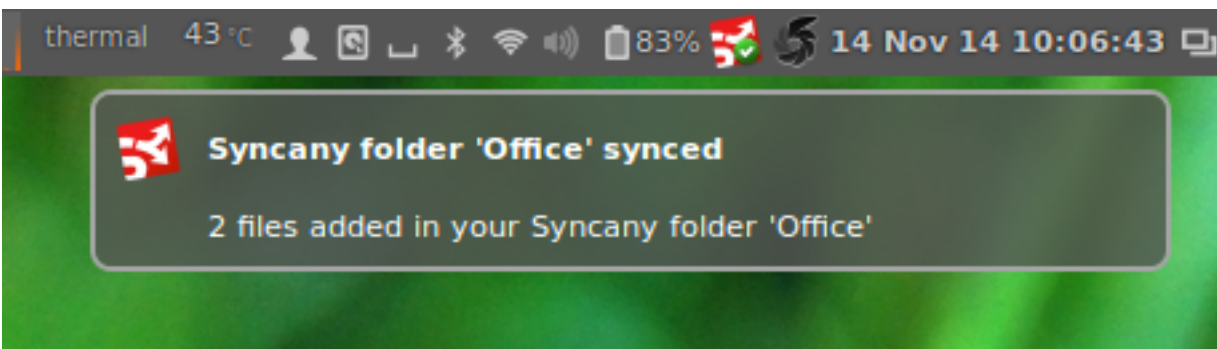 thermal 43 °C 83% 14 Nov 14 10:06:43
Syncany folder 'Office' synced
2 files added in your Syncany folder 'Office'